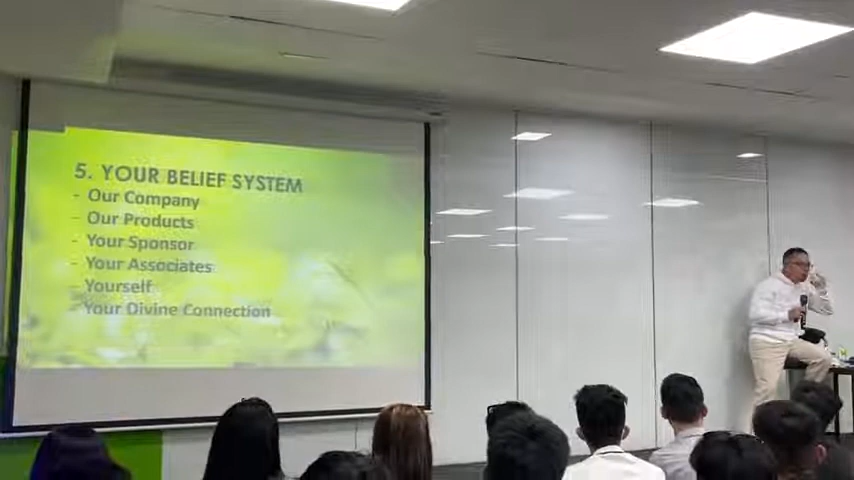 5. YOUR BELIEF SYSTEM
- Our Company
- Our Products
- Your Sponsor
- Your Associates
- Yourself
- Your Divine Connection